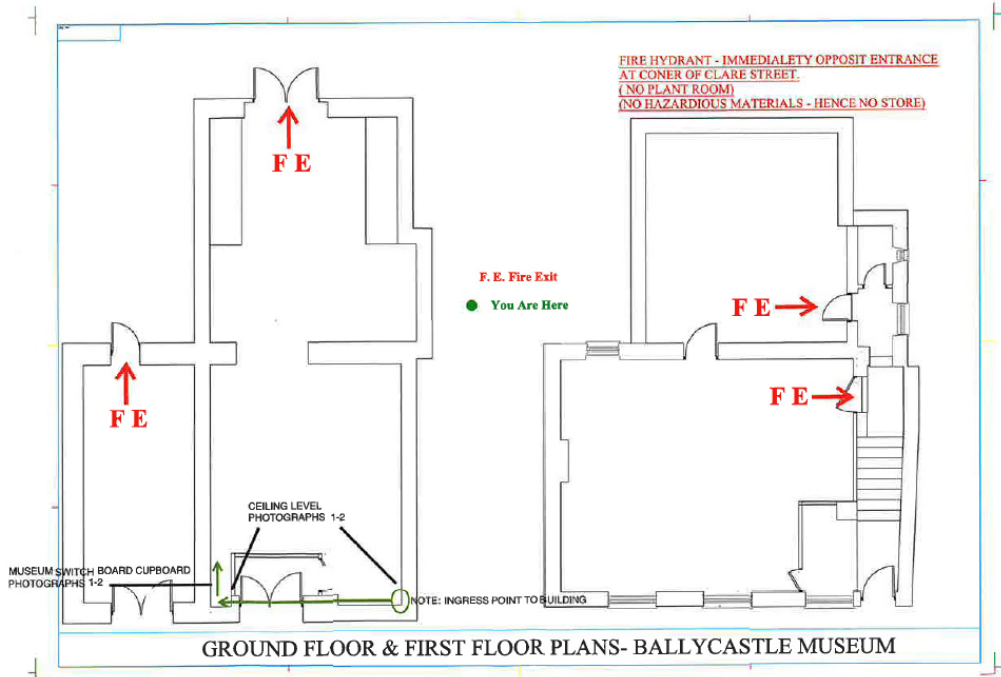 FIRE HYDRANT - IMMEDIALETY OPPOSIT ENTRANCE
AT CONER OF CLARE STREET.
( NO PLANT ROOM)
(NO HAZARDIOUS MATERIALS - HENCE NO STORE)
F E
F. E. Fire Exit
You Are Here
F E
F E
F E
CEILING LEVEL
PHOTOGRAPHS 1-2
MUSEUM SWITCH BOARD CUPBOARD
PHOTOGRAPHS 1-2
NOTE: INGRESS POINT TO BUILDING
GROUND FLOOR & FIRST FLOOR PLANS- BALLYCASTLE MUSEUM